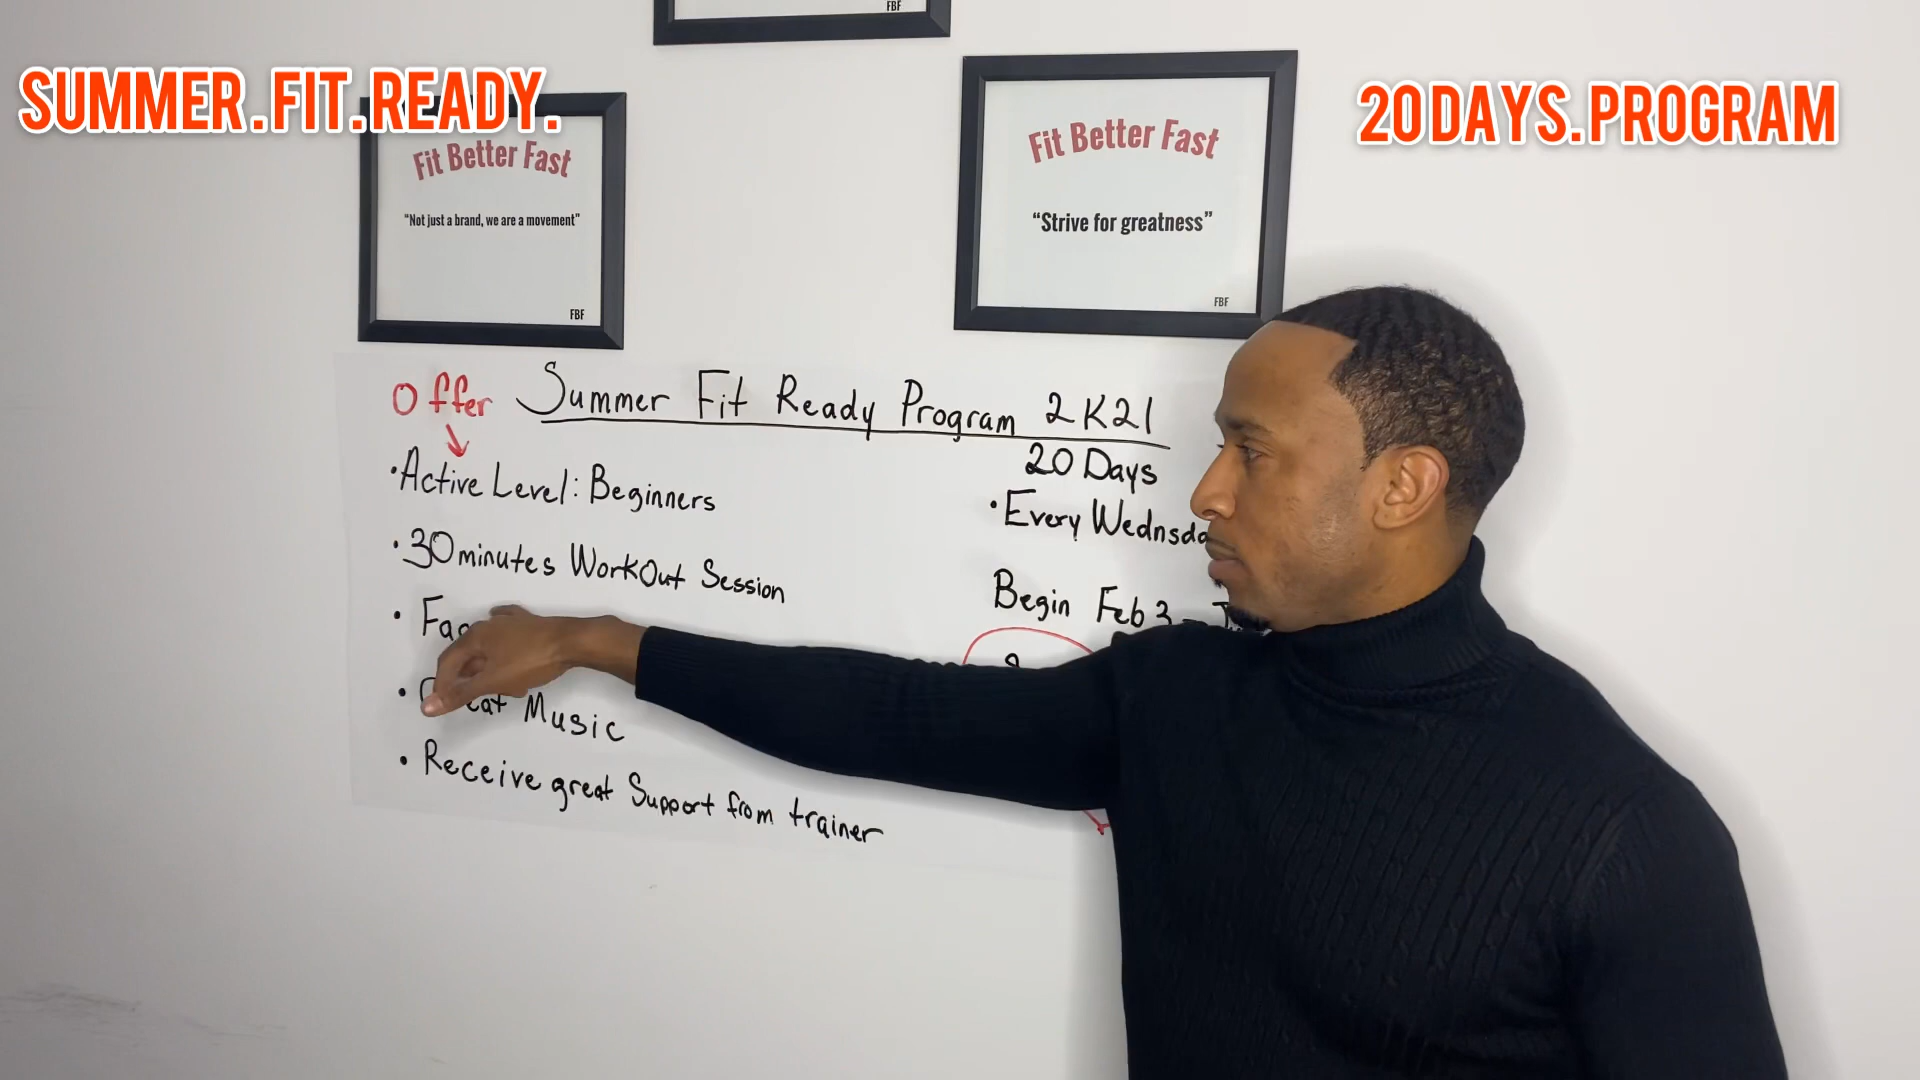 FBF
SUMMER.FIT.READY.
20 DAYS.PROGRAM
Fit Better Fast
"Not just a brand, we are a movement"
FBF
Fit Better Fast
"Strive for greatness"
FBF
Offer
Summer Fit Ready Program 2K21
20 Days
• Active Level: Beginners
• 30 minutes WorkOut Session
•
• Music
• Receive great Support from trainer
• Every
Begin Feb 3 -